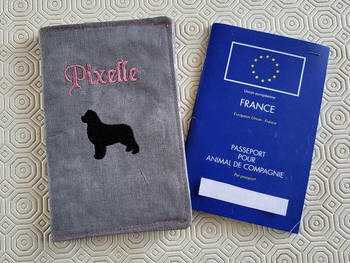 Pixelle
Union européenne
FRANCE
European Union - France
PASSEPORT
POUR
ANIMAL DE COMPAGNIE
Pet passport